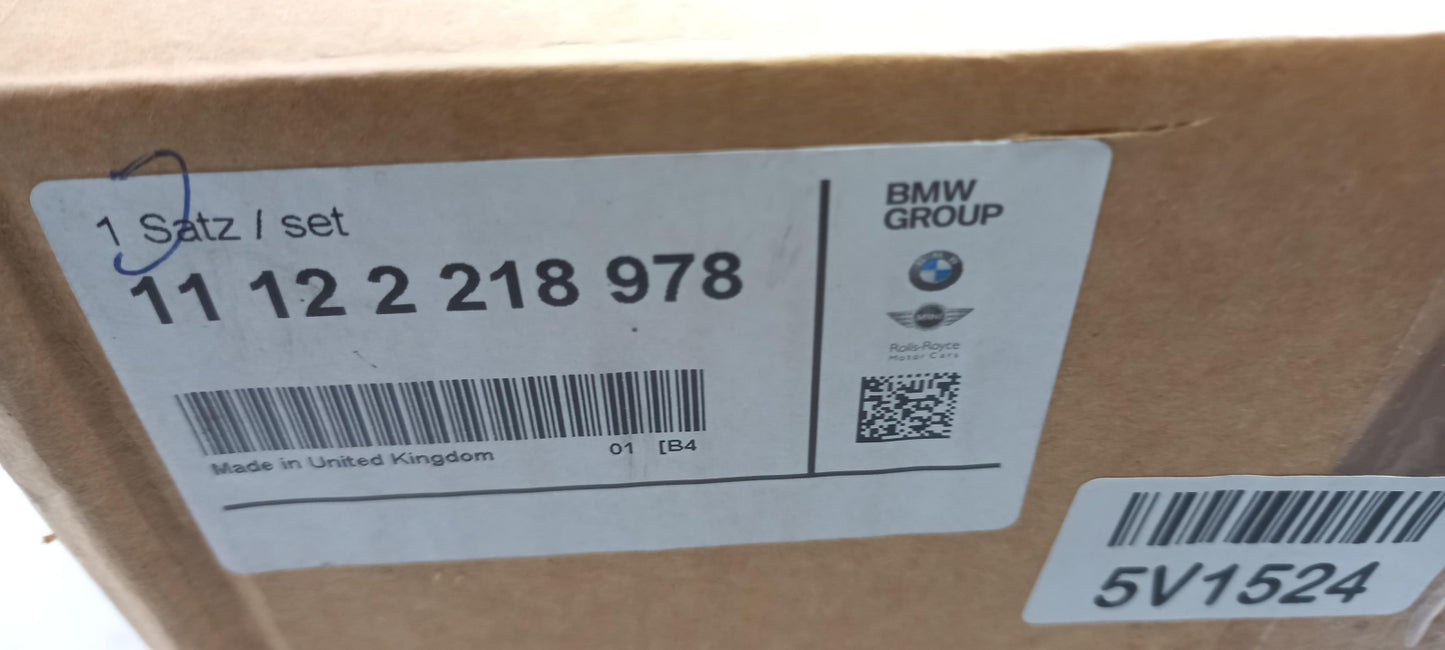 1 Satz / set
11 12 2 218 978
Made in United Kingdom
01 [B4
BMW
GROUP
MINI
Rolls-Royce
Motor Cars
5V1524